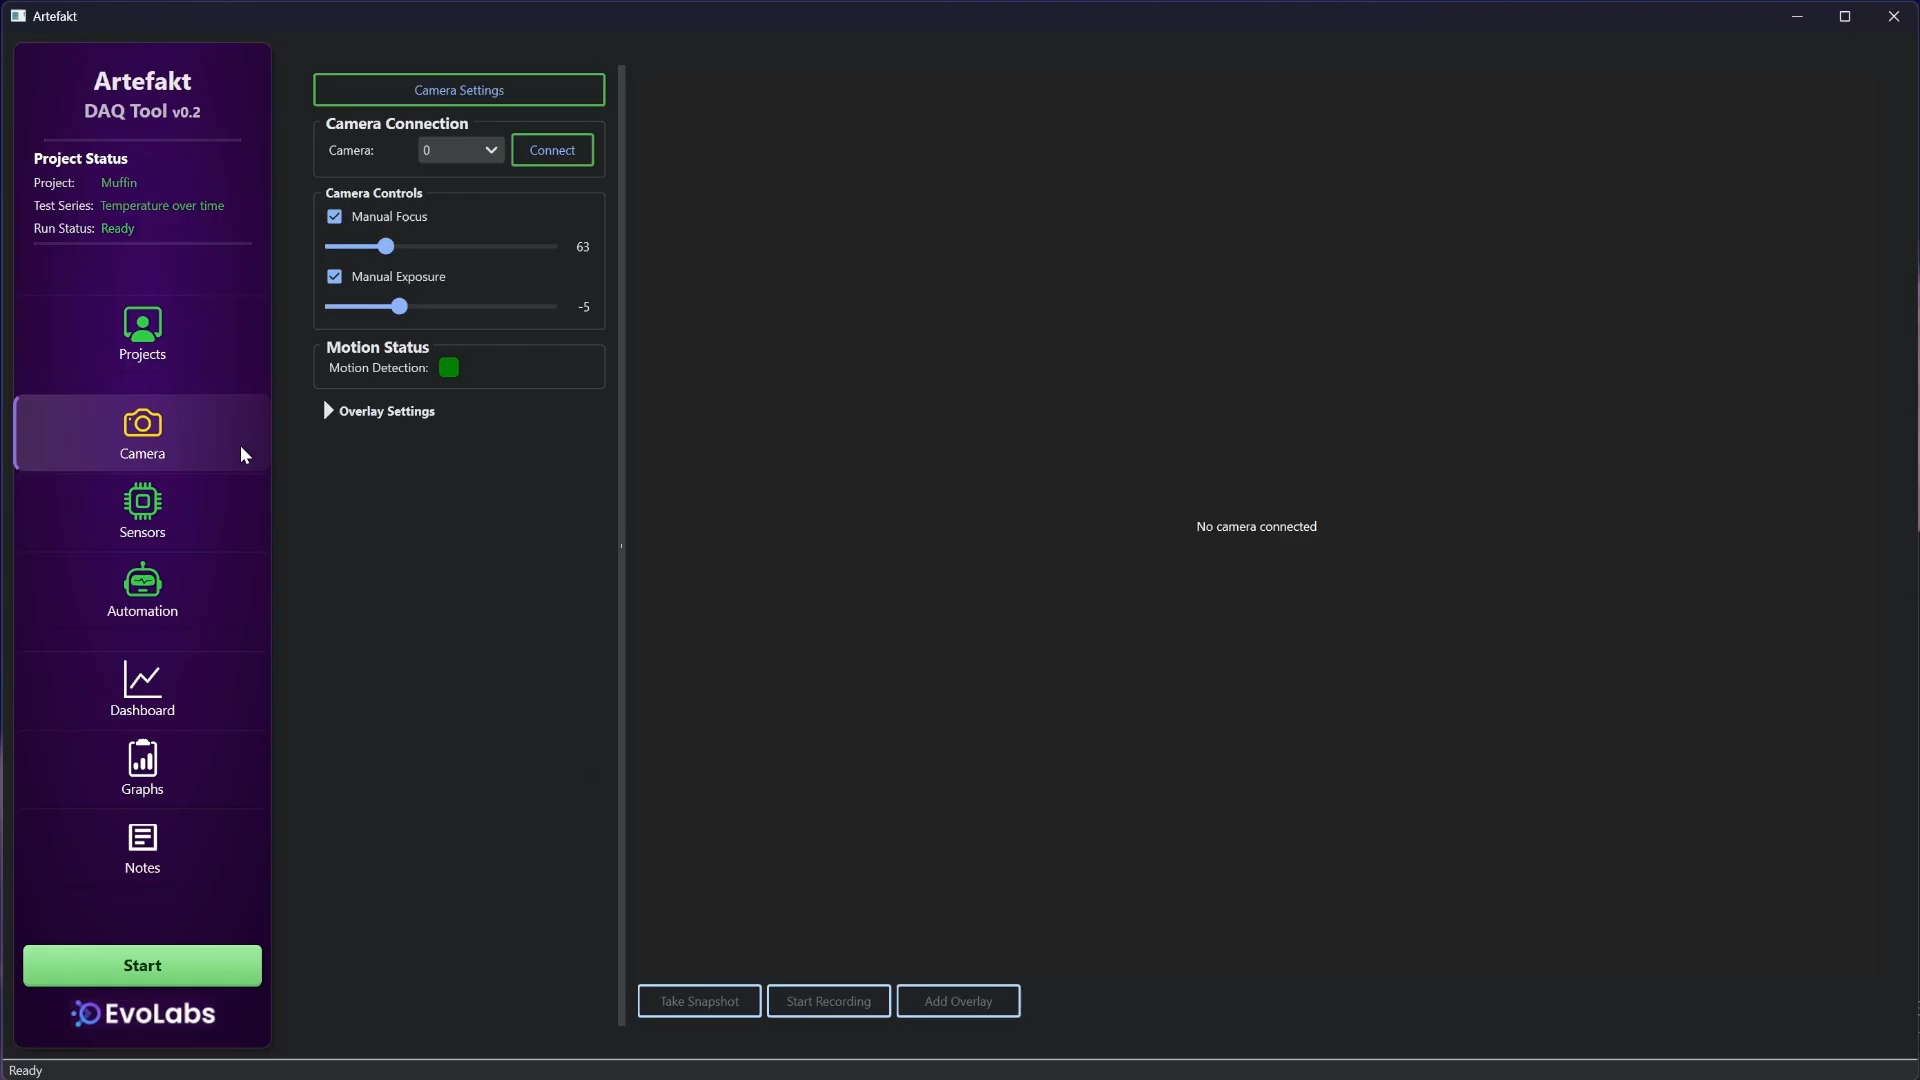 Artefakt
Artefakt
DAQ Tool v0.2
Project Status
Project: Muffin
Test Series: Temperature over time
Run Status: Ready
Projects
Camera
Sensors
Automation
Dashboard
Graphs
Notes
Start
EvoLabs
Camera Settings
Camera Connection
Camera: 0 Connect
Camera Controls
Manual Focus
63
Manual Exposure
-5
Motion Status
Motion Detection:
Overlay Settings
No camera connected
Take Snapshot Start Recording Add Overlay
Ready